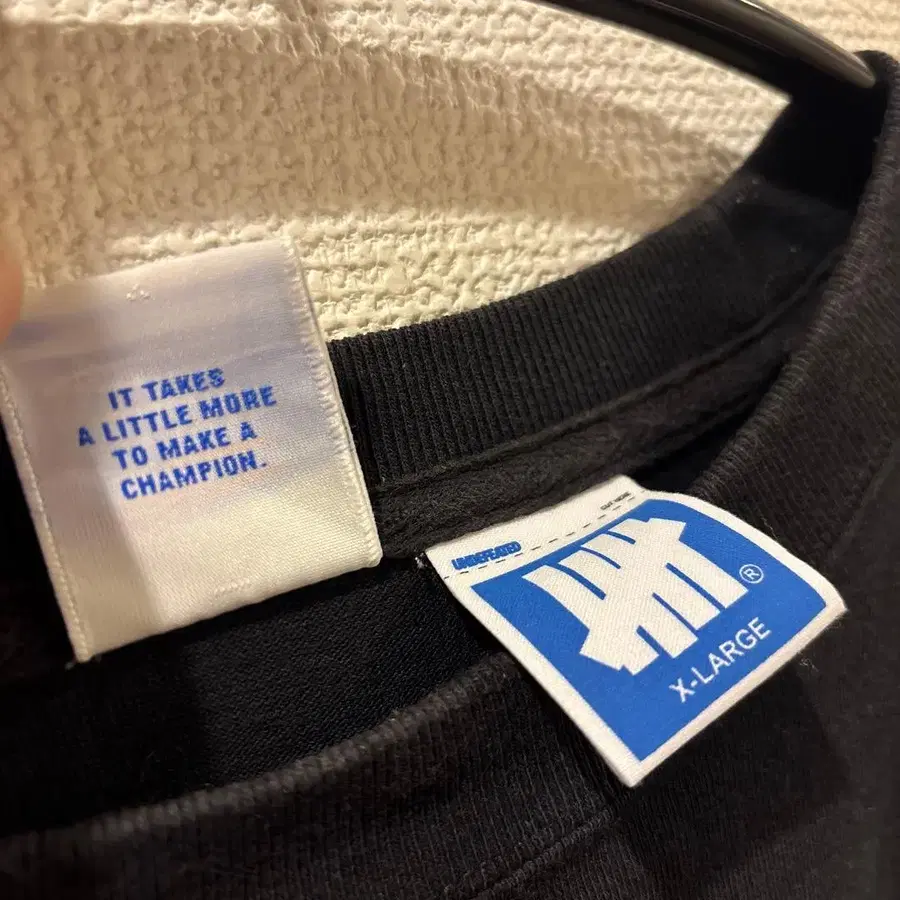 IT TAKES
A LITTLE MORE
TO MAKE A
CHAMPION.
UNDEFEATED
®
X-LARGE